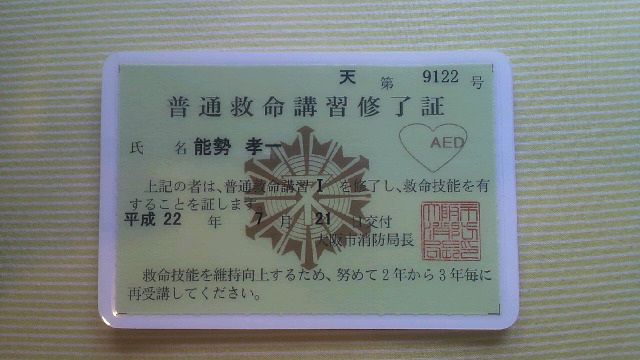 天 第 9122 号
普通救命講習修了証
氏 名 能勢 孝一
AED
上記の者は、普通救命講習 I を修了し、救命技能を有
することを証します。
平成 22 年 7 月 21 日交付
大阪市消防局長
救命技能を維持向上するため、努めて2年から3年毎に
再受講してください。